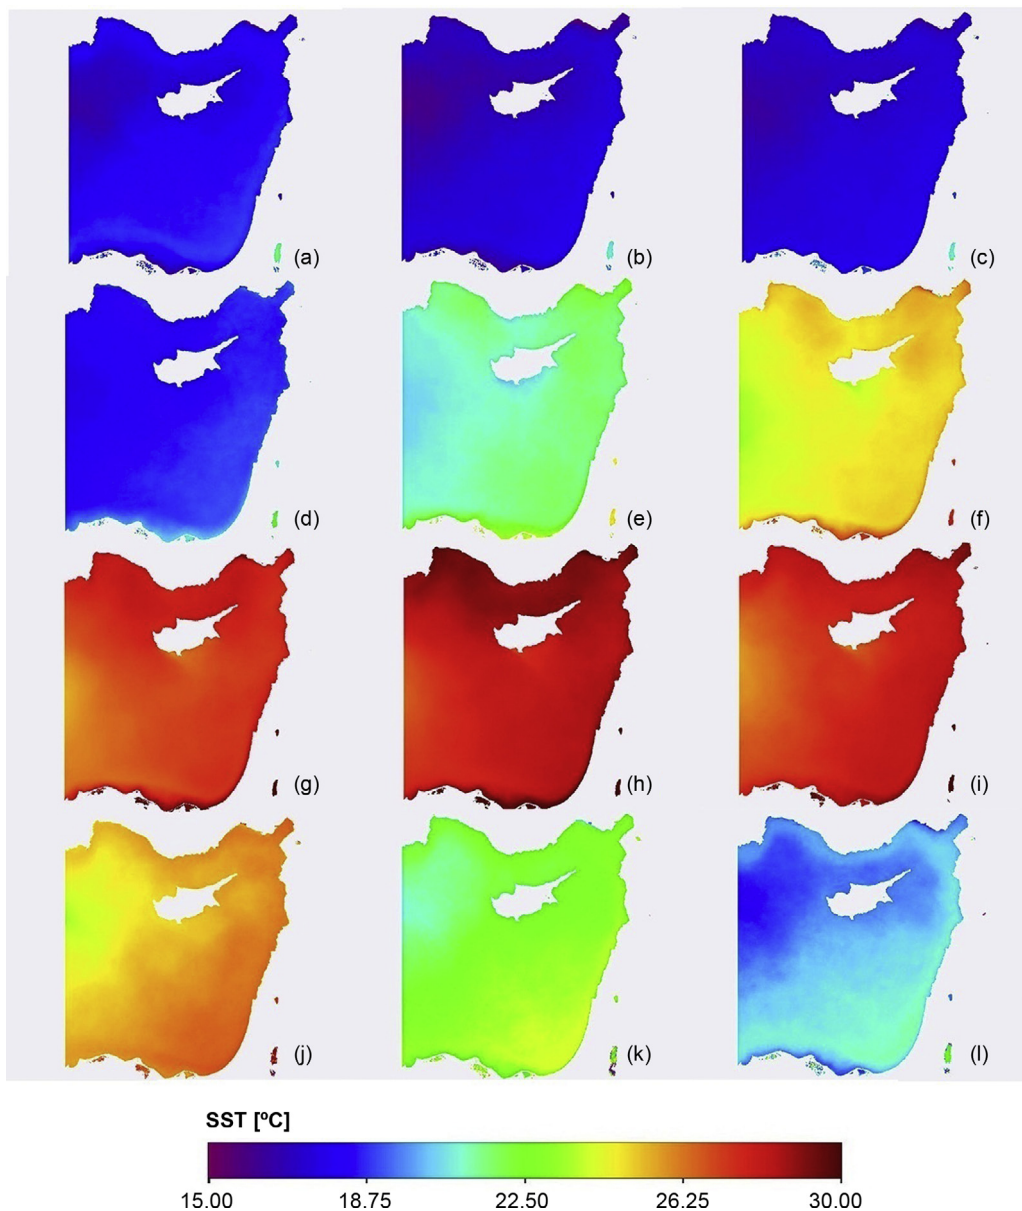 (a) (b) (c)
(d) (e) (f)
(g) (h) (i)
(j) (k) (l)
SST [ºC]
15.00 18.75 22.50 26.25 30.00